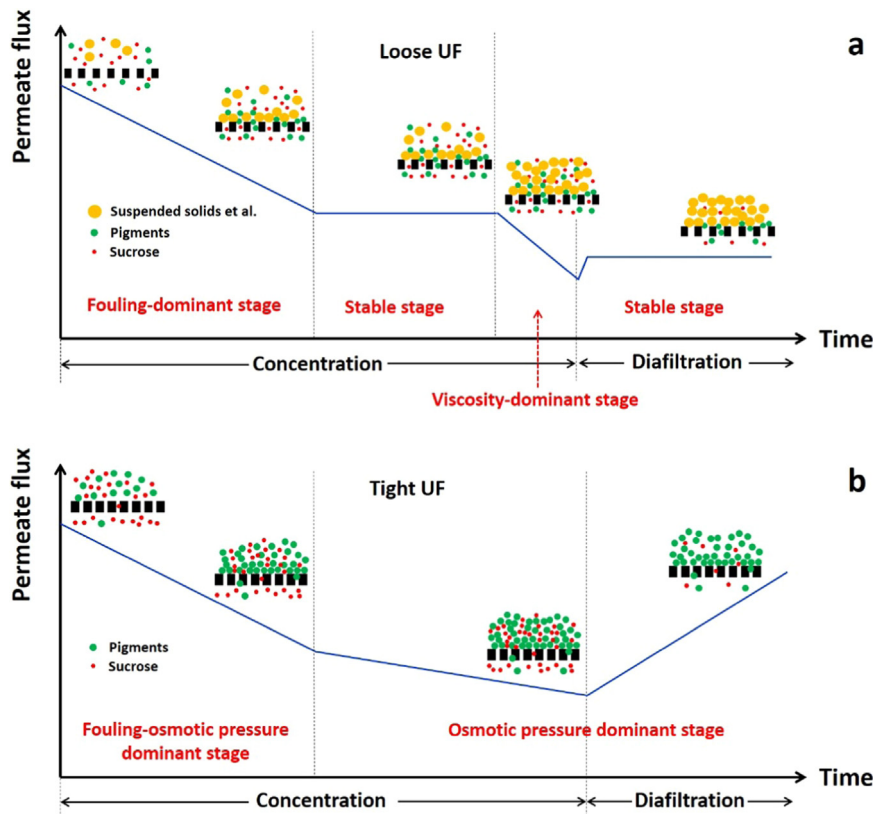 a
Loose UF
Permeate flux
Suspended solids et al.
Pigments
Sucrose
Fouling-dominant stage
Stable stage
Stable stage
Time
Concentration
Diafiltration
Viscosity-dominant stage
b
Tight UF
Permeate flux
Pigments
Sucrose
Fouling-osmotic pressure
dominant stage
Osmotic pressure dominant stage
Time
Concentration
Diafiltration